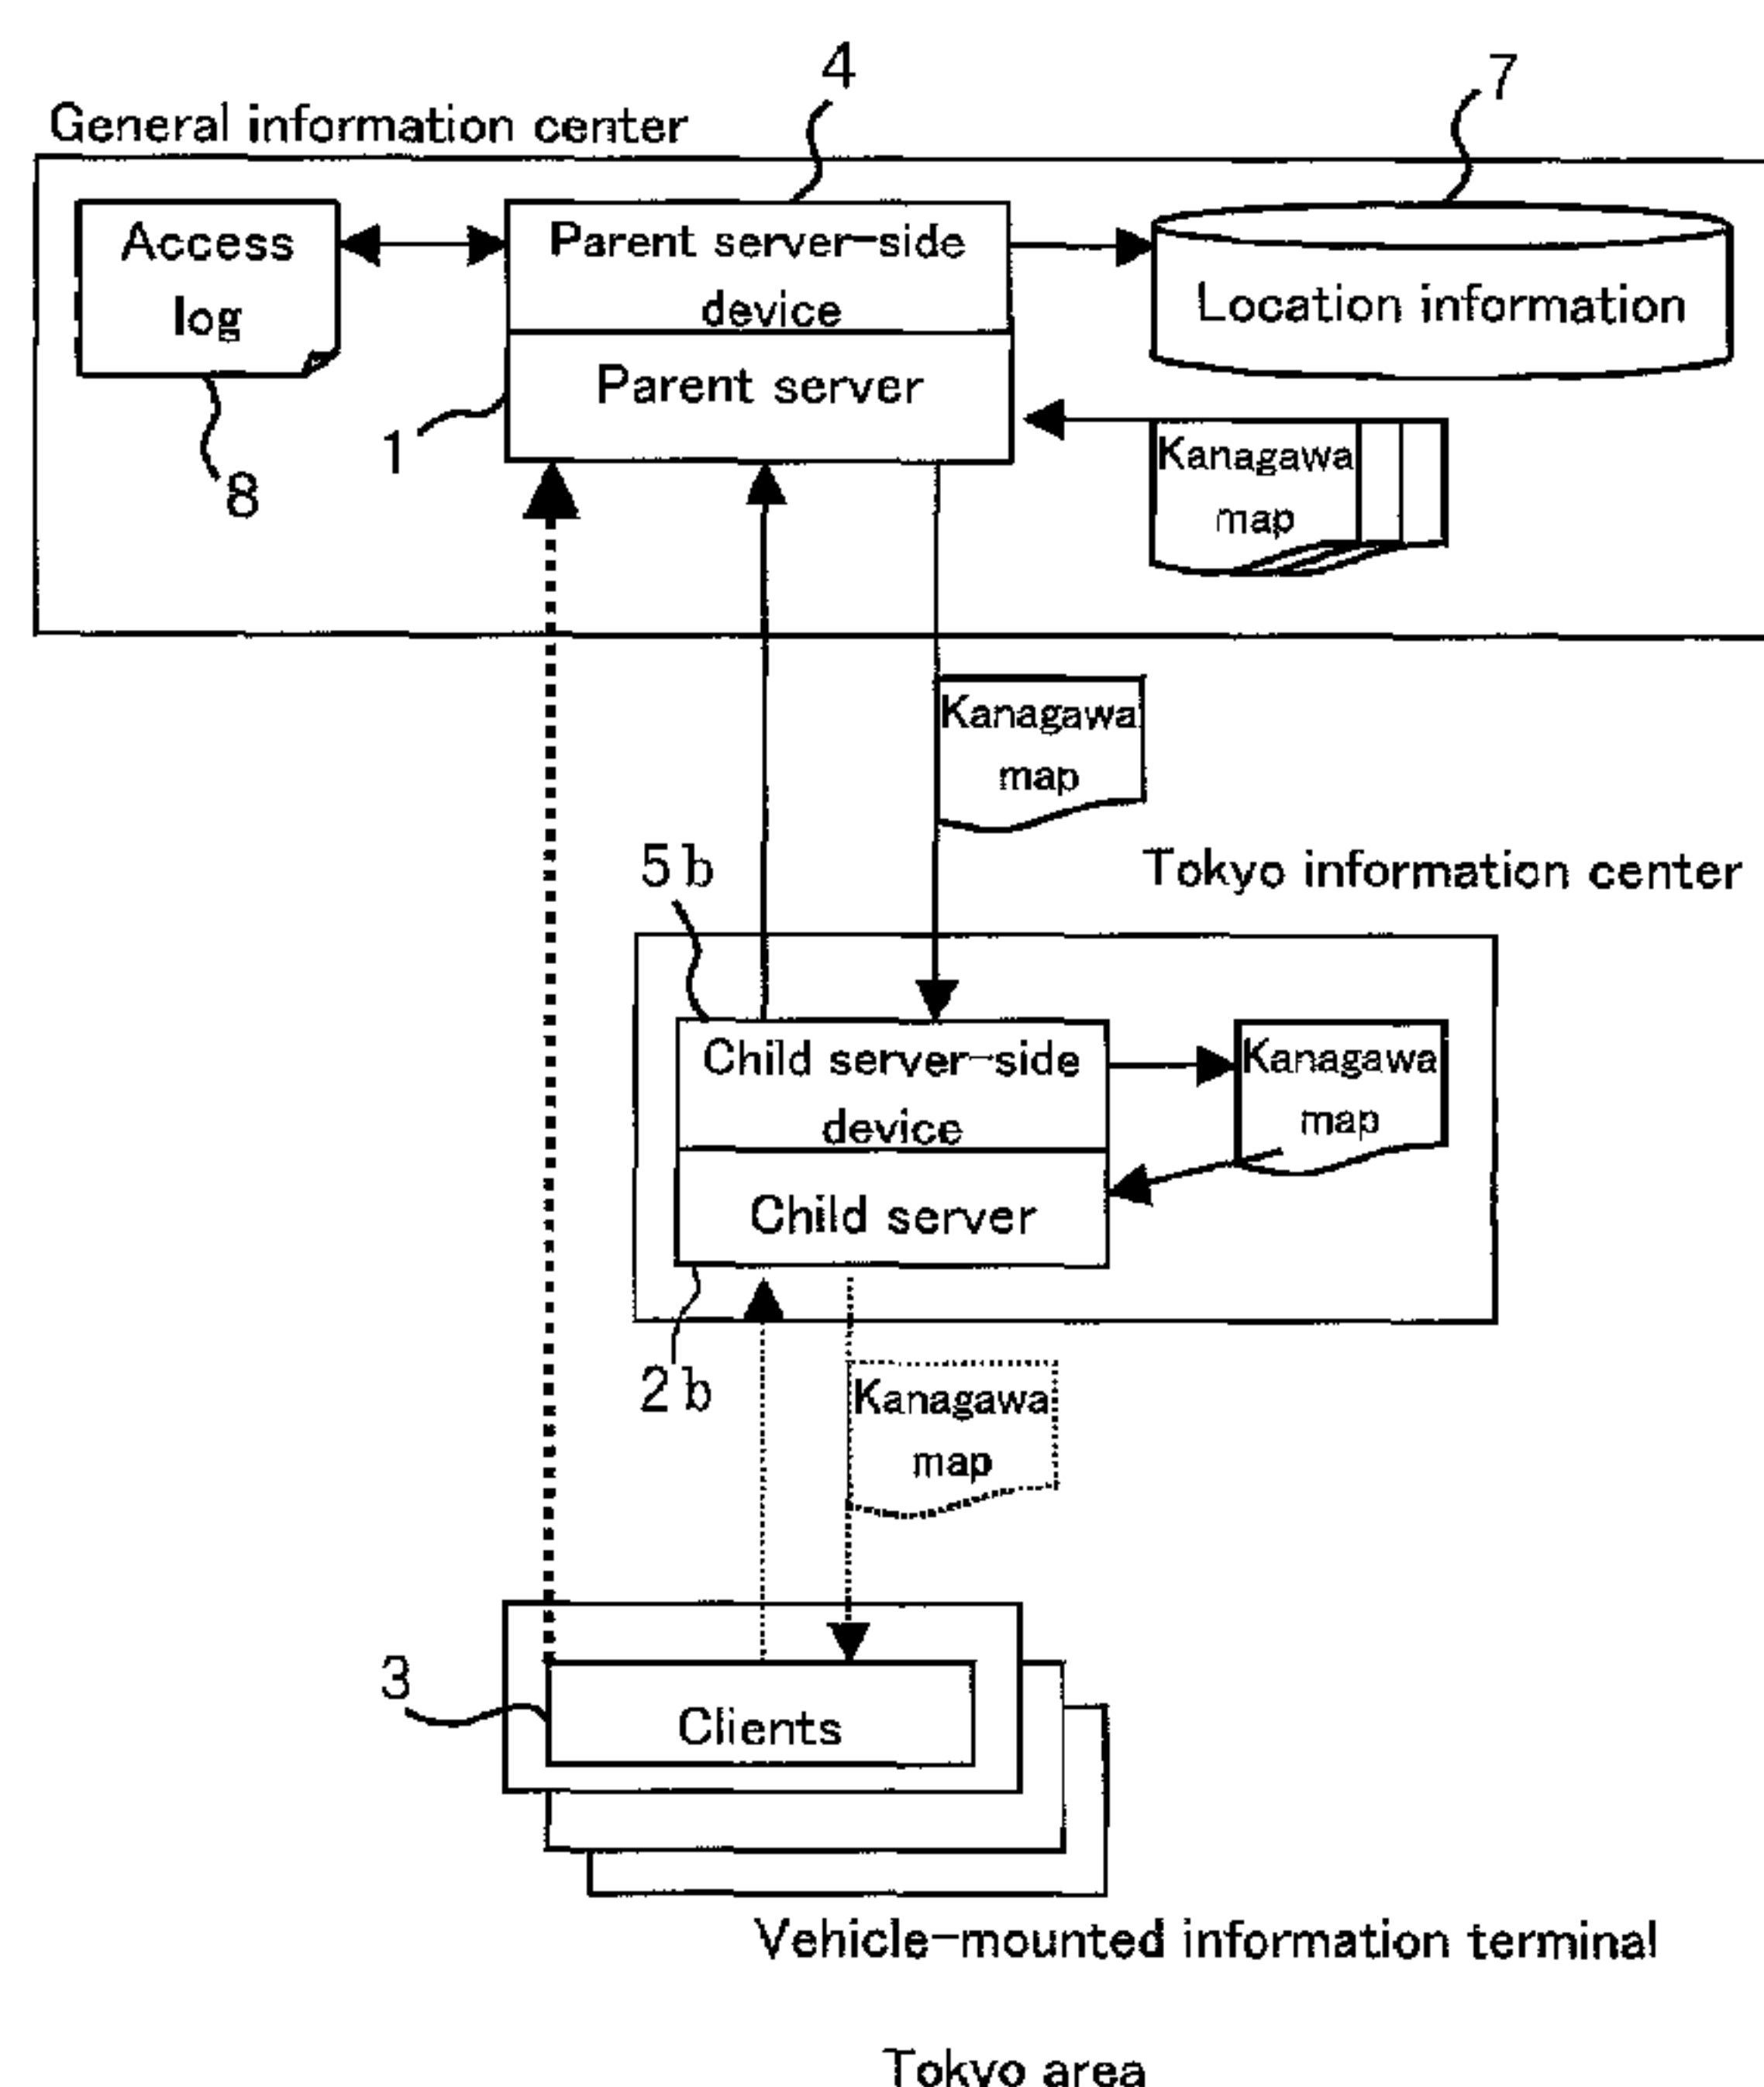 4
7
General information center
Access
log
Parent server-side
device
Parent server
Location information
1
8
Kanagawa
map
Kanagawa
map
5b
Tokyo information center
Child server-side
device
Child server
Kanagawa
map
2b
Kanagawa
map
3
Clients
Vehicle-mounted information terminal
Tokyo area